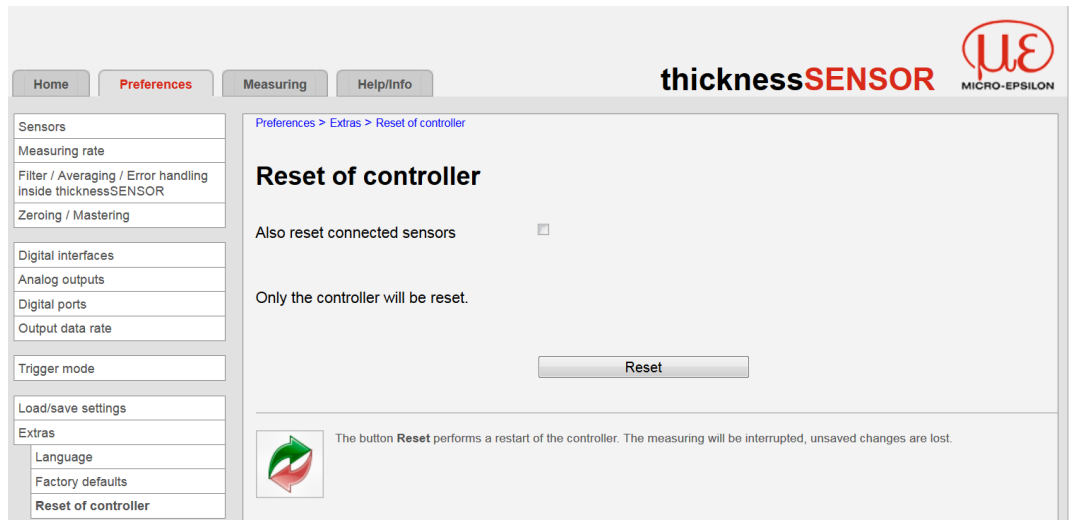 Home
Preferences
Measuring
Help/Info
thicknessSENSOR
με
MICRO-EPSILON
Sensors
Measuring rate
Filter / Averaging / Error handling
inside thicknessSENSOR
Zeroing / Mastering
Digital interfaces
Analog outputs
Digital ports
Output data rate
Trigger mode
Load/save settings
Extras
Language
Factory defaults
Reset of controller
Preferences > Extras > Reset of controller
Reset of controller
Also reset connected sensors
Only the controller will be reset.
Reset
The button Reset performs a restart of the controller. The measuring will be interrupted, unsaved changes are lost.